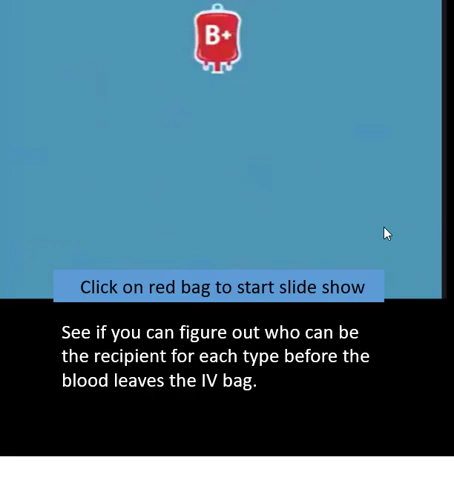 B+
Click on red bag to start slide show
See if you can figure out who can be
the recipient for each type before the
blood leaves the IV bag.